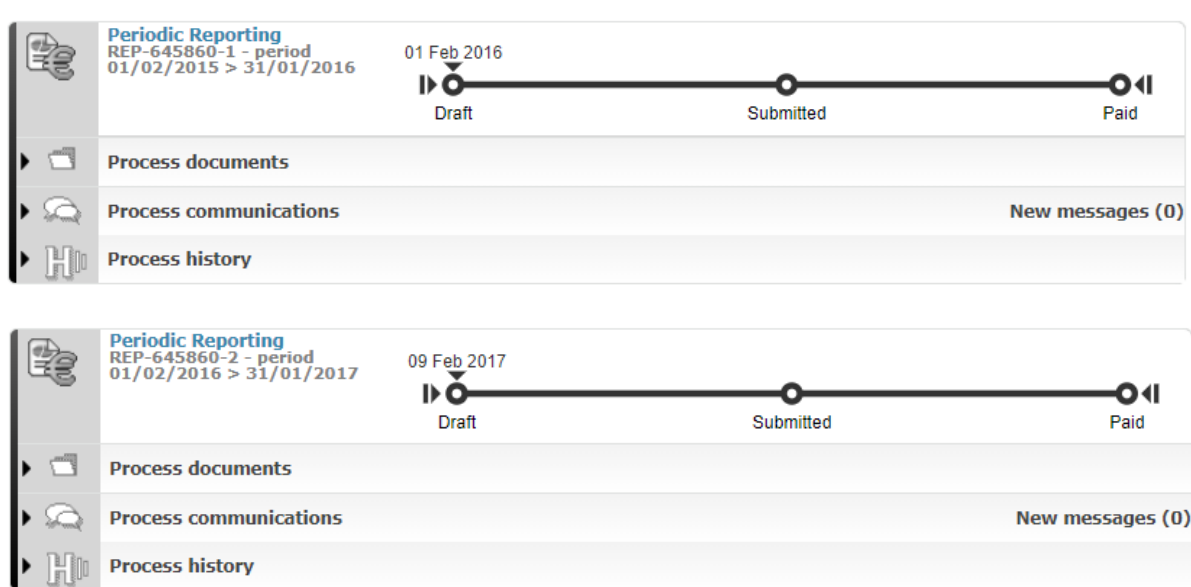 Periodic Reporting
REP-645860-1 - period
01/02/2015 > 31/01/2016
01 Feb 2016
Draft Submitted Paid
Process documents
Process communications New messages (0)
Process history
Periodic Reporting
REP-645860-2 - period
01/02/2016 > 31/01/2017
09 Feb 2017
Draft Submitted Paid
Process documents
Process communications New messages (0)
Process history